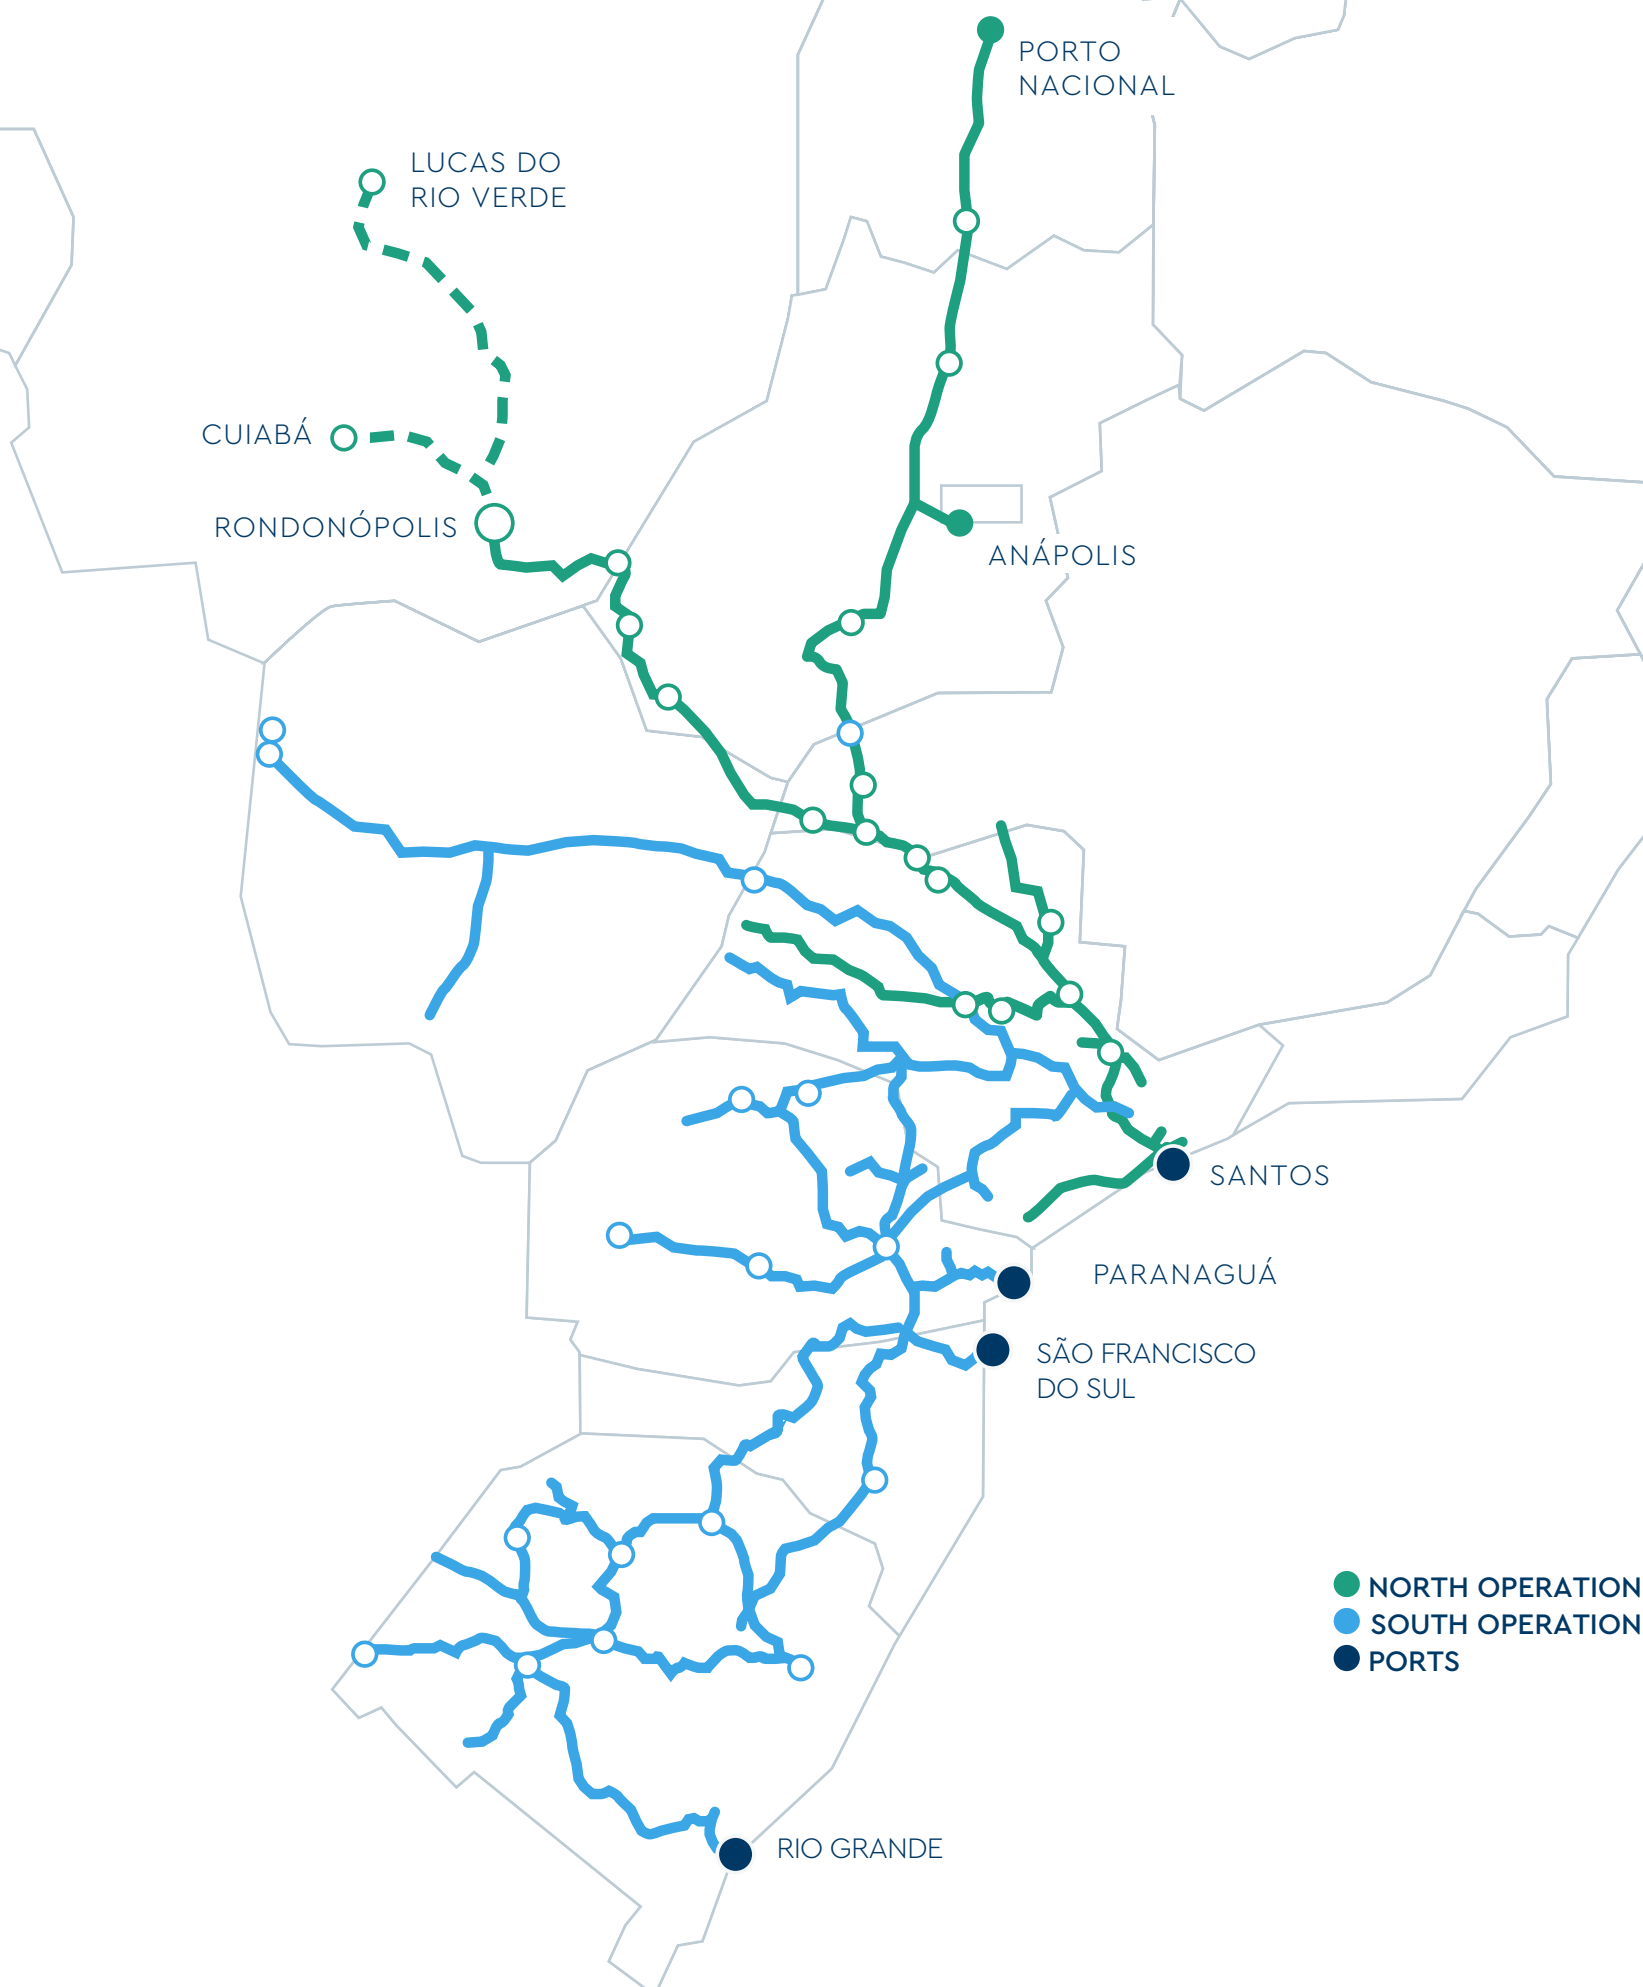 PORTO
NACIONAL
LUCAS DO
RIO VERDE
CUIABÁ
RONDONÓPOLIS
ANÁPOLIS
SANTOS
PARANAGUÁ
SÃO FRANCISCO
DO SUL
NORTH OPERATION
SOUTH OPERATION
PORTS
RIO GRANDE